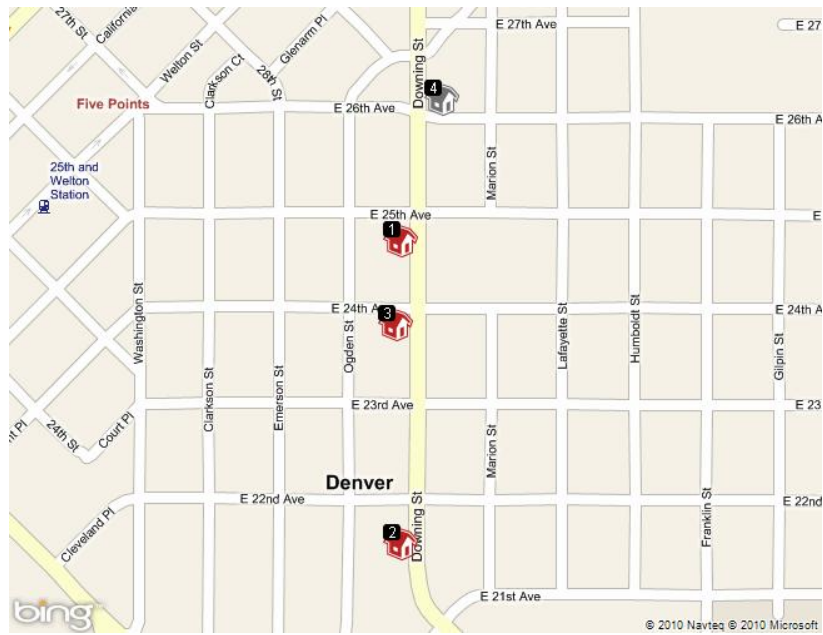 27th St
California
Welton St
Clarkson Ct
Glenarm Pl
28th St
Downing St
E 27th Ave
E 27
4
Five Points
E 26th Ave
E 26th Av
25th and
Welton
Station
Marion St
E 25th Ave
E
1
Washington St
E 24th A
3
Ogden St
Lafayette St
Humboldt St
E 24th A
Gilpin St
Clarkson St
Emerson St
E 23rd Ave
E 23
nt Pl
24th St
Court Pl
Marion St
Denver
E 22nd Ave
E 22nd
Cleveland Pl
2
Downing St
Franklin St
E 21st Ave
bing
© 2010 Navteq © 2010 Microsoft